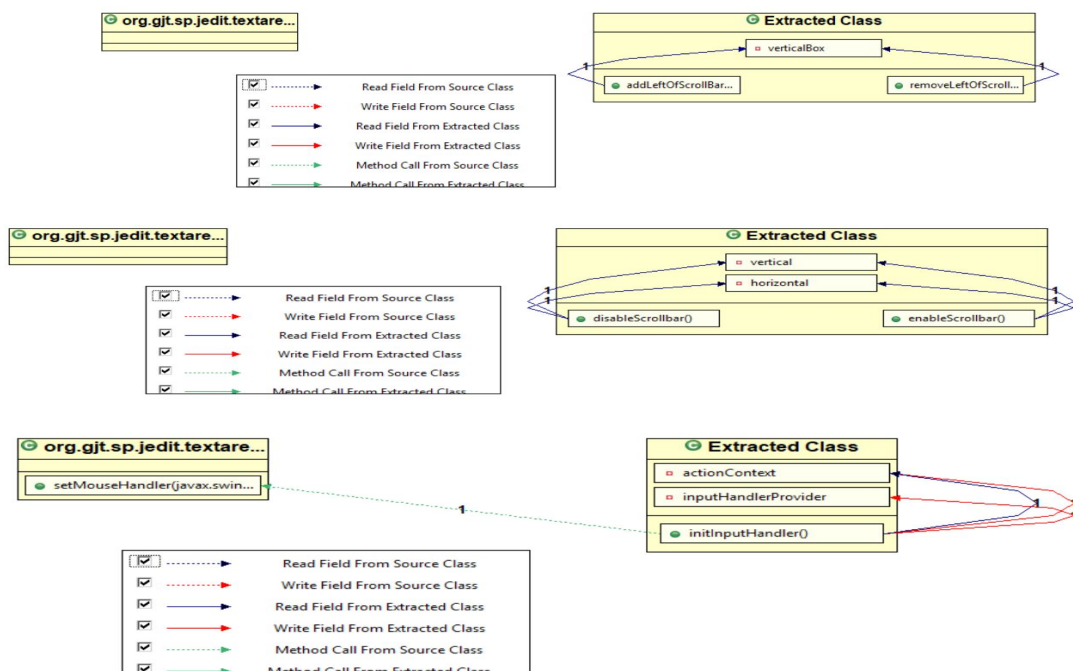 org.gjt.sp.jedit.textare...
Extracted Class
verticalBox
1
1
addLeftOfScrollBar...
removeLeftOfScroll...
Read Field From Source Class
Write Field From Source Class
Read Field From Extracted Class
Write Field From Extracted Class
Method Call From Source Class
Method Call From Extracted Class
org.gjt.sp.jedit.textare...
Extracted Class
vertical
horizontal
1
1
1
1
disableScrollbar()
enableScrollbar()
Read Field From Source Class
Write Field From Source Class
Read Field From Extracted Class
Write Field From Extracted Class
Method Call From Source Class
Method Call From Extracted Class
org.gjt.sp.jedit.textare...
Extracted Class
setMouseHandler(javax.swin...
actionContext
inputHandlerProvider
1
1
initInputHandler()
Read Field From Source Class
Write Field From Source Class
Read Field From Extracted Class
Write Field From Extracted Class
Method Call From Source Class
Method Call From Extracted Class